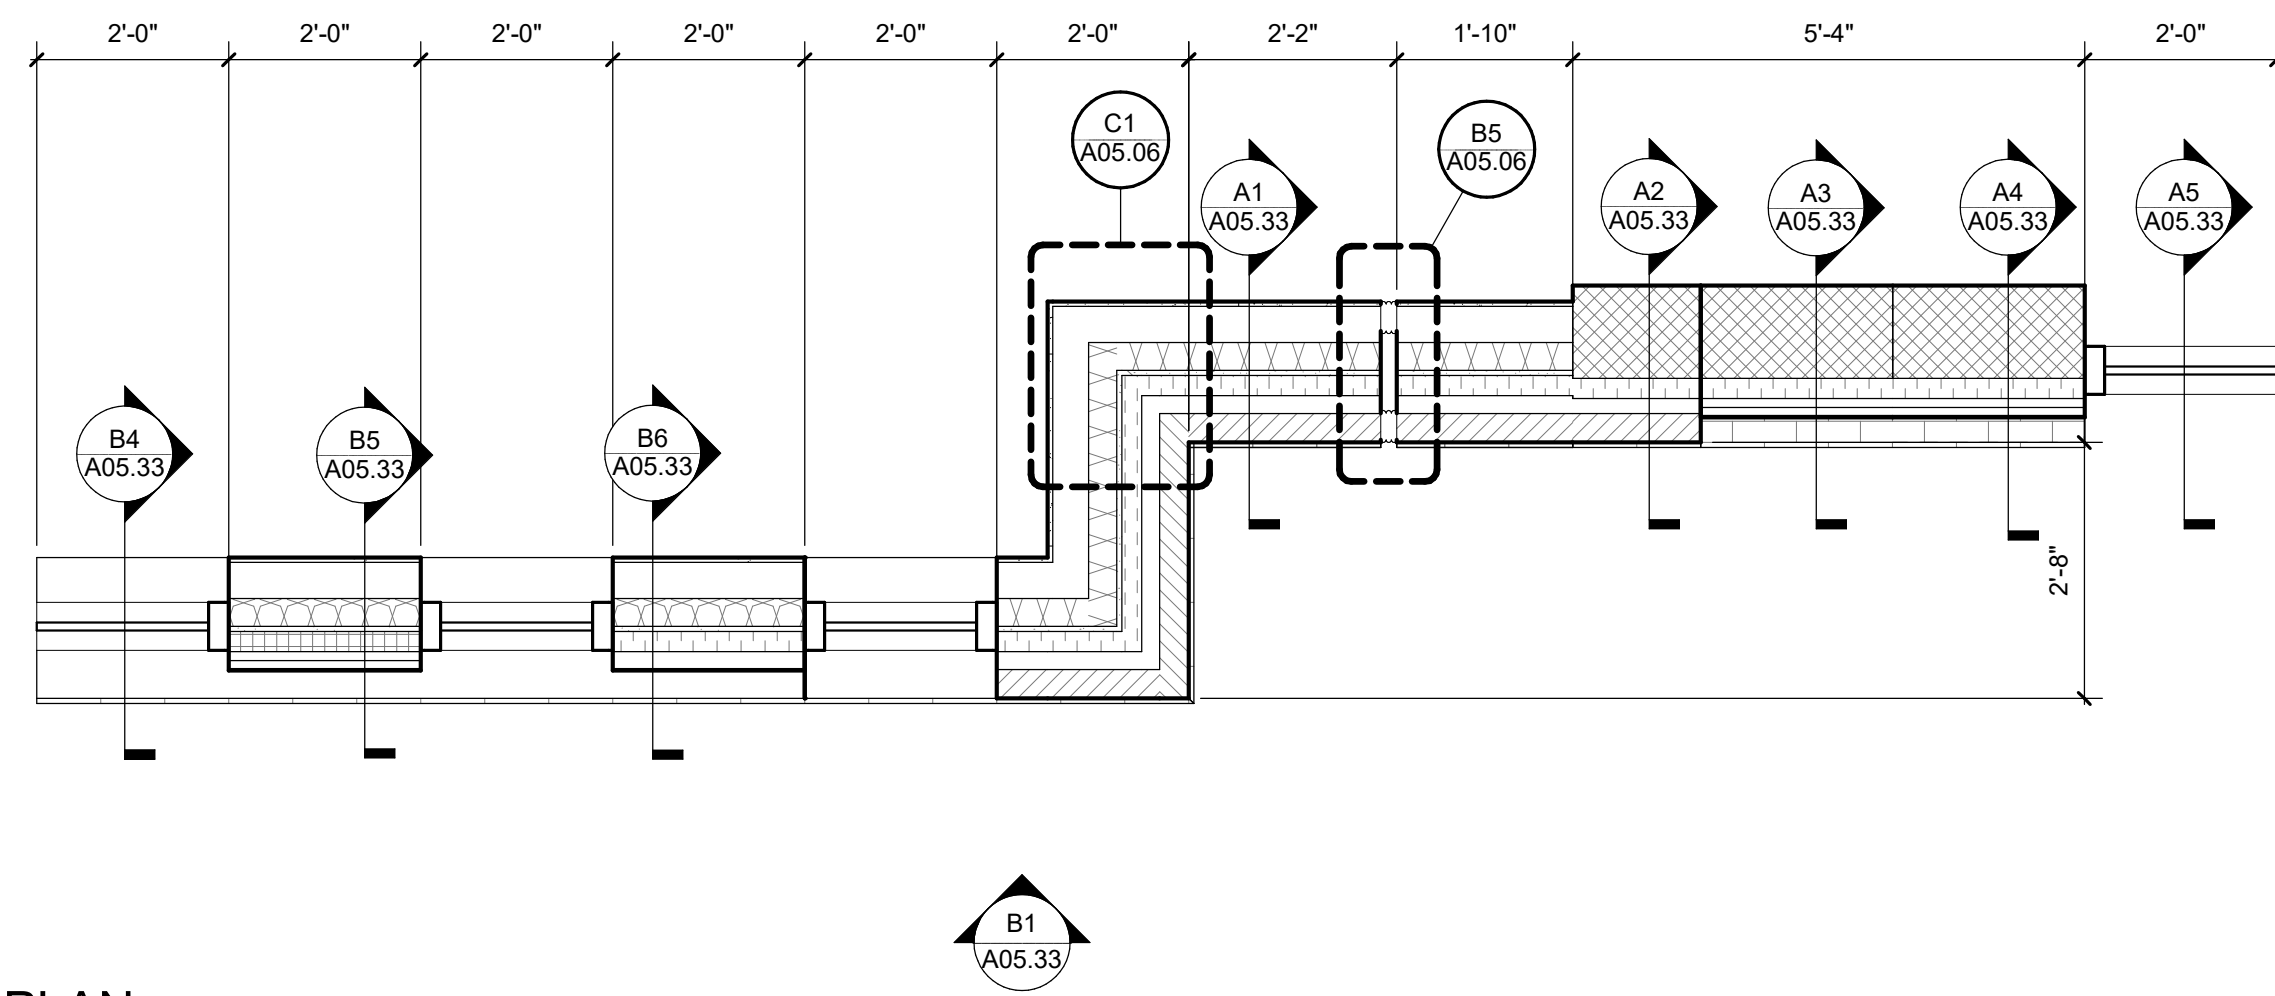 2'-0"
2'-0"
2'-0"
2'-0"
2'-0"
2'-0"
2'-2"
1'-10"
5'-4"
2'-0"
C1
A05.06
B5
A05.06
A1
A05.33
A2
A05.33
A3
A05.33
A4
A05.33
A5
A05.33
B4
A05.33
B5
A05.33
B6
A05.33
2'-8"
B1
A05.33
PLAN